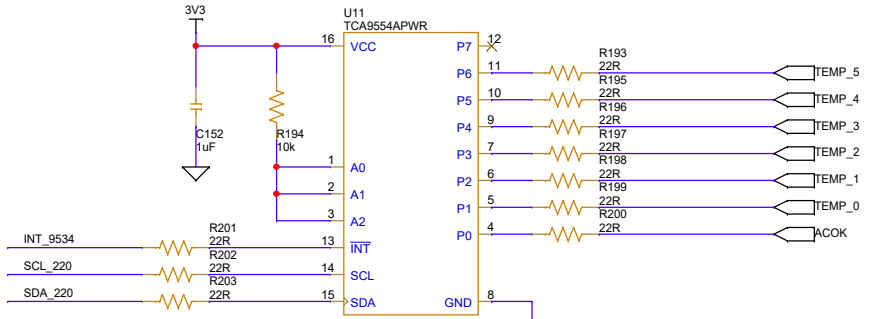 3V3
U11
TCA9554APWR
16 VCC
P7 12
R193
P6 11 22R TEMP_5
R195
P5 10 22R TEMP_4
R196
P4 9 22R TEMP_3
R197
P3 7 22R TEMP_2
R198
P2 6 22R TEMP_1
R199
P1 5 22R TEMP_0
R200
P0 4 22R ACOK
C152
1uF
R194
10k
1 A0
2 A1
3 A2
R201
INT_9534 22R 13 INT
R202
SCL_220 22R 14 SCL
R203
SDA_220 22R 15 SDA
GND 8